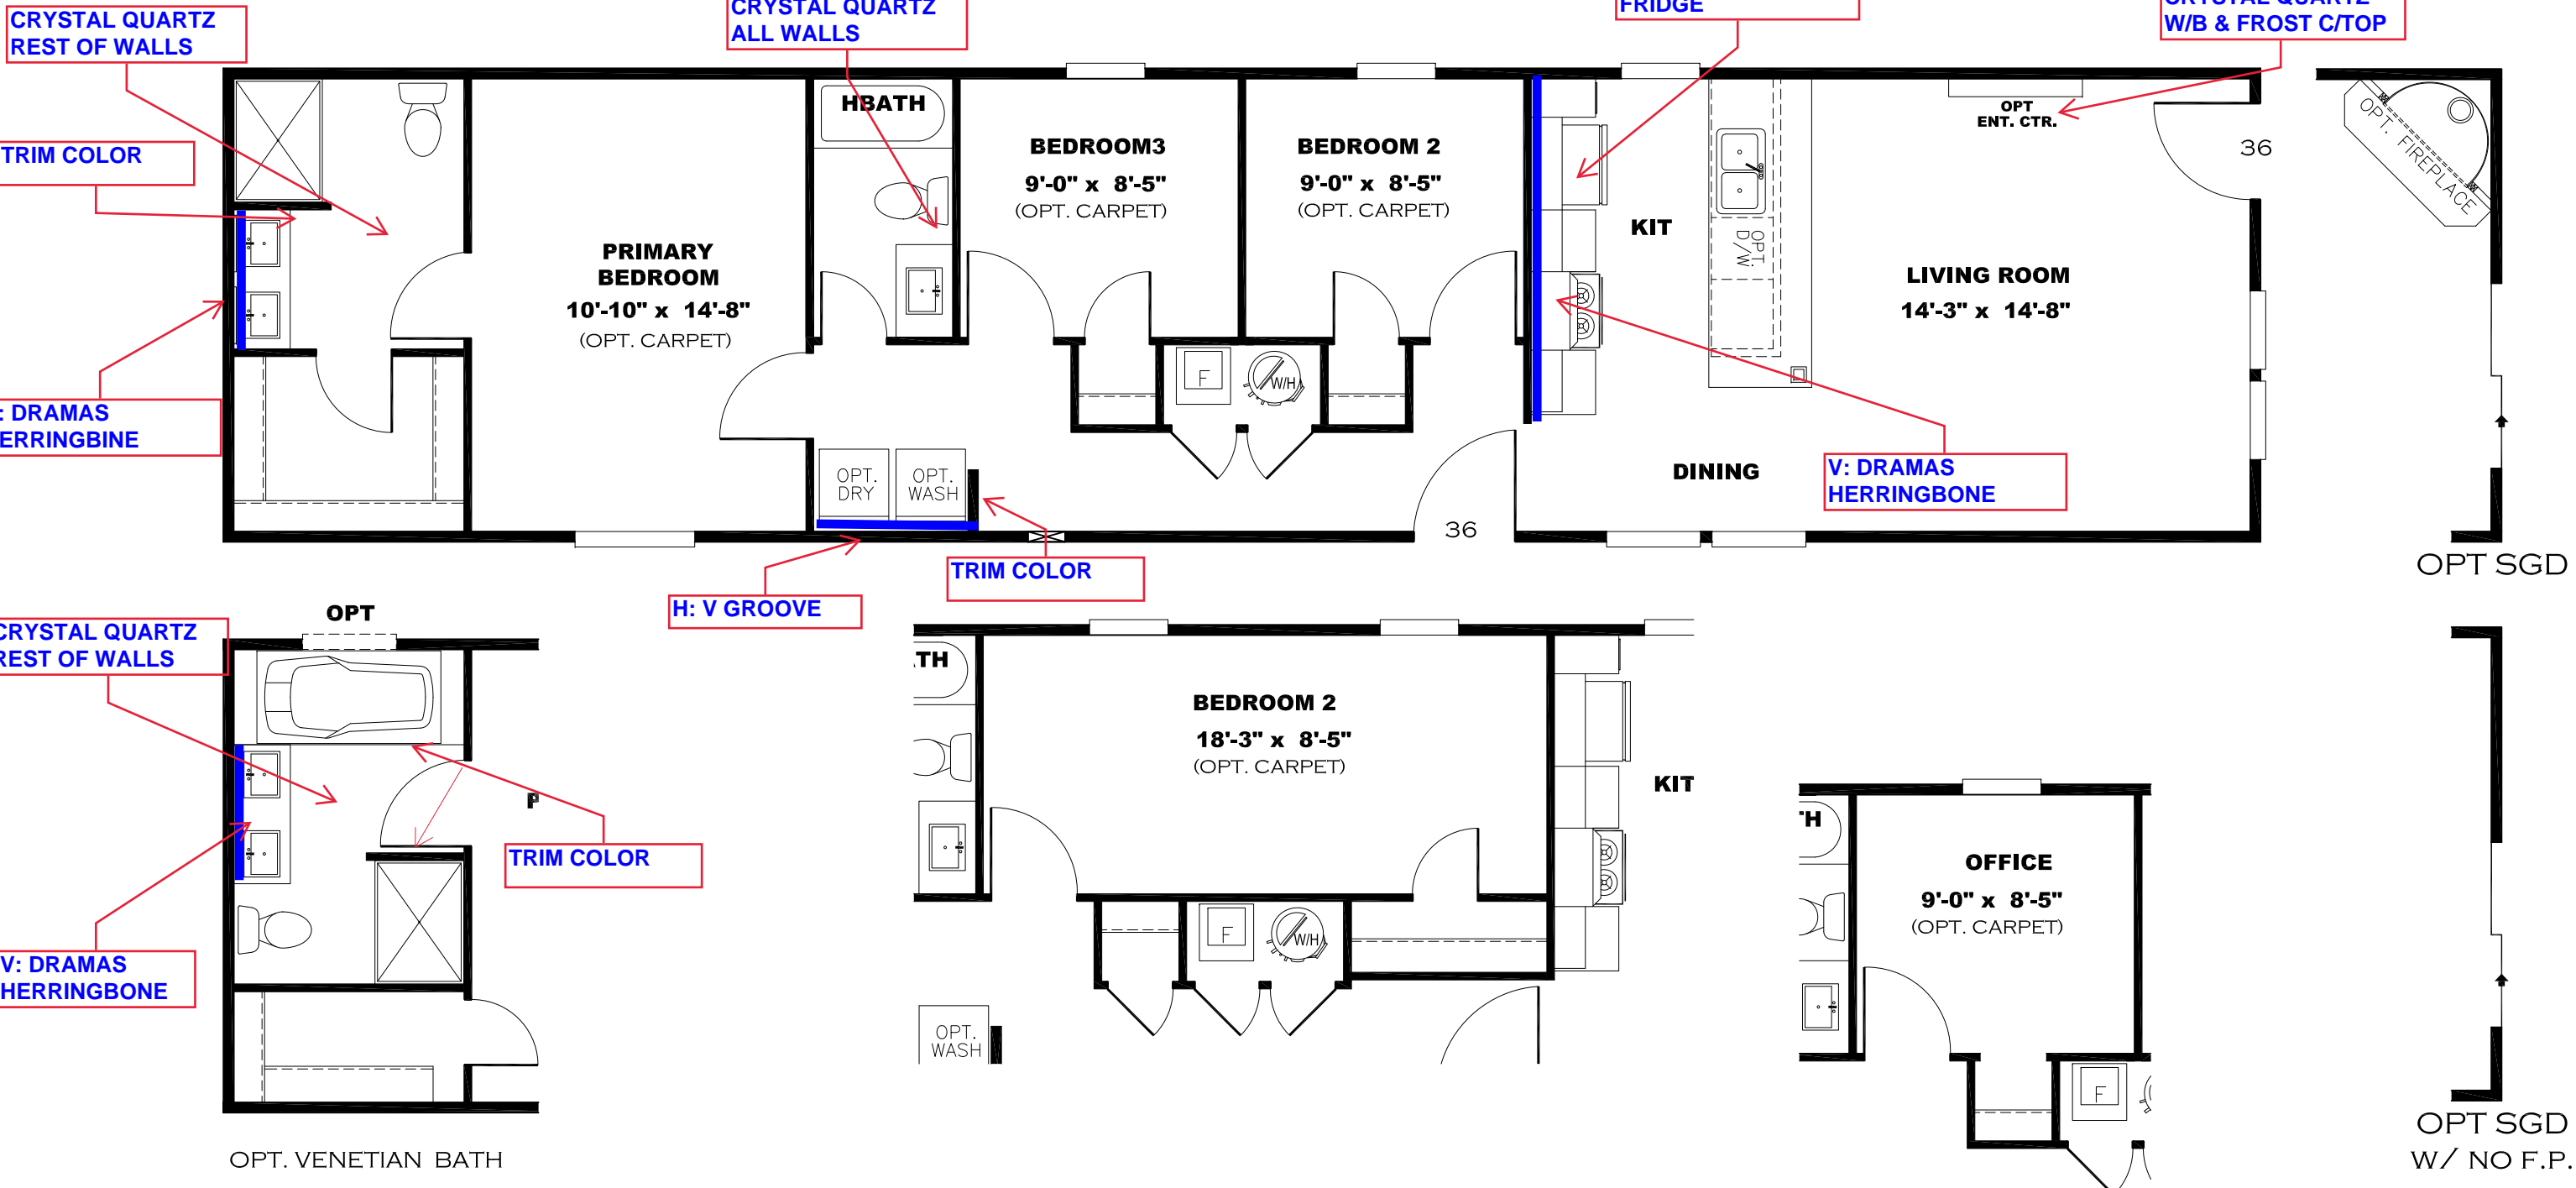 CRYSTAL QUARTZ
REST OF WALLS
CRYSTAL QUARTZ
ALL WALLS
FRIDGE
CRYSTAL QUARTZ
W/B & FROST C/TOP
TRIM COLOR
: DRAMAS
ERRINGBINE
HBATH
BEDROOM3
9'-0" x 8'-5"
(OPT. CARPET)
BEDROOM 2
9'-0" x 8'-5"
(OPT. CARPET)
PRIMARY
BEDROOM
10'-10" x 14'-8"
(OPT. CARPET)
KIT
OPT.
D/W
OPT
ENT. CTR.
36
LIVING ROOM
14'-3" x 14'-8"
OPT. FIREPLACE
F
W/H
OPT.
DRY
OPT.
WASH
DINING
V: DRAMAS
HERRINGBONE
36
TRIM COLOR
H: V GROOVE
OPT SGD
OPT
CRYSTAL QUARTZ
REST OF WALLS
P
TRIM COLOR
V: DRAMAS
HERRINGBONE
OPT. VENETIAN BATH
TH
BEDROOM 2
18'-3" x 8'-5"
(OPT. CARPET)
KIT
F
W/H
OPT.
WASH
TH
OFFICE
9'-0" x 8'-5"
(OPT. CARPET)
F
OPT SGD
W/ NO F.P.